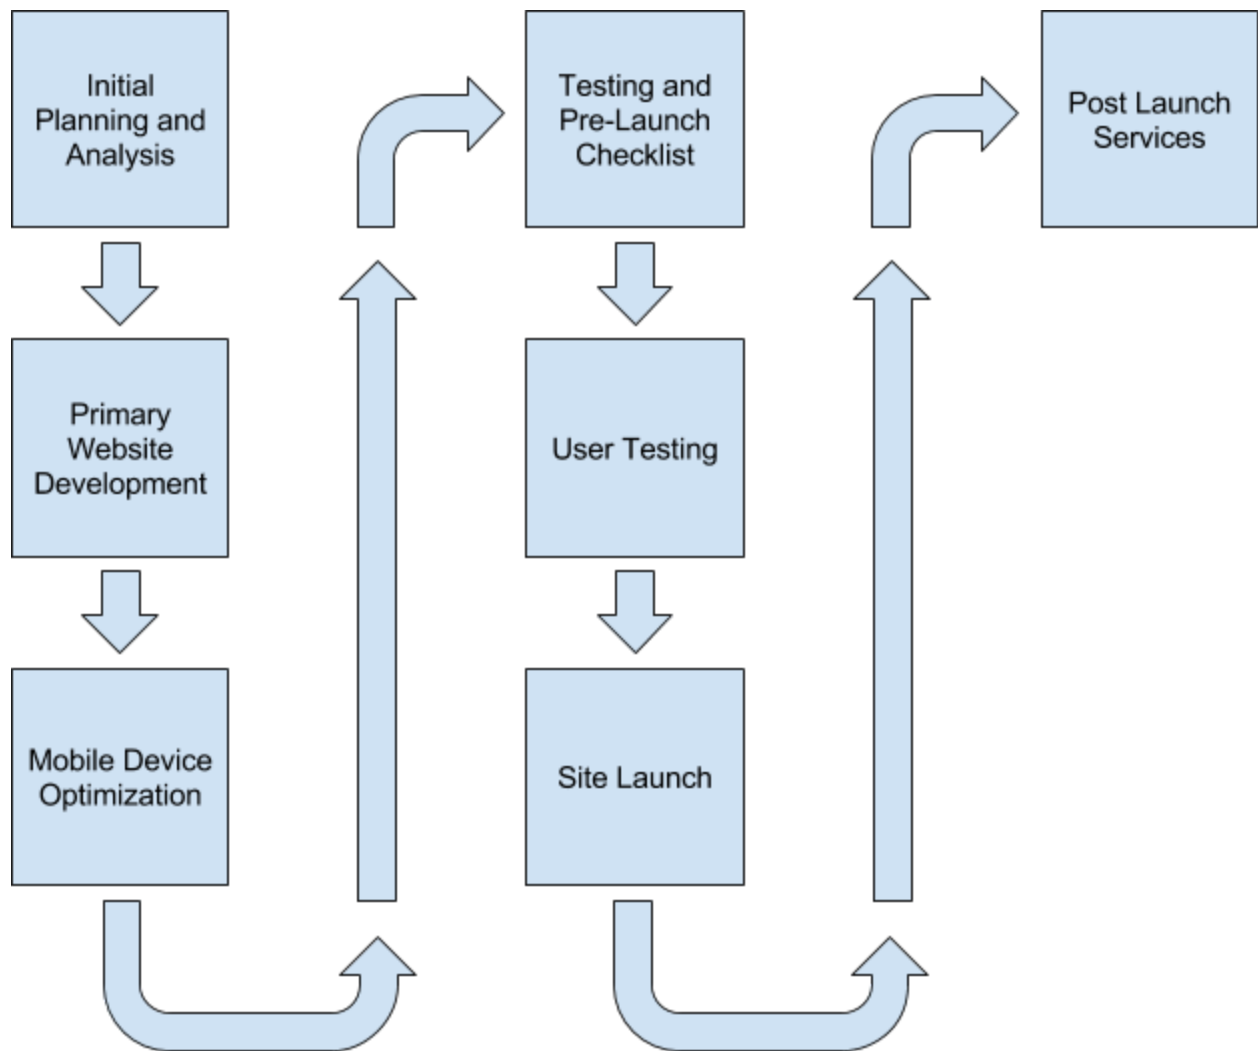 Initial
Planning and
Analysis
Primary
Website
Development
Mobile Device
Optimization
Testing and
Pre-Launch
Checklist
User Testing
Site Launch
Post Launch
Services